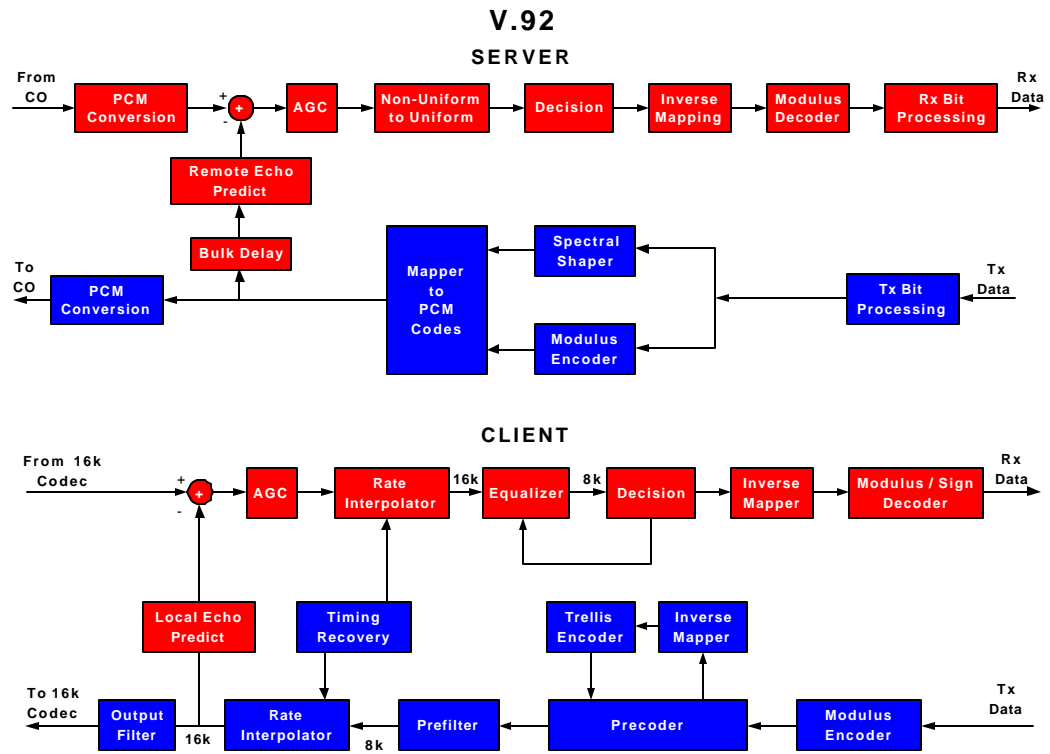 V.92
SERVER
From
CO
PCM
Conversion
+
+
-
AGC
Non-Uniform
to Uniform
Decision
Inverse
Mapping
Modulus
Decoder
Rx Bit
Processing
Rx
Data
Remote Echo
Predict
Bulk Delay
To
CO
PCM
Conversion
Mapper
to
PCM
Codes
Spectral
Shaper
Modulus
Encoder
Tx Bit
Processing
Tx
Data
CLIENT
From 16k
Codec
+
+
-
AGC
Rate
Interpolator
16k
Equalizer
8k
Decision
Inverse
Mapper
Modulus / Sign
Decoder
Rx
Data
Local Echo
Predict
Timing
Recovery
Trellis
Encoder
Inverse
Mapper
To 16k
Codec
Output
Filter
16k
Rate
Interpolator
8k
Prefilter
Precoder
Modulus
Encoder
Tx
Data